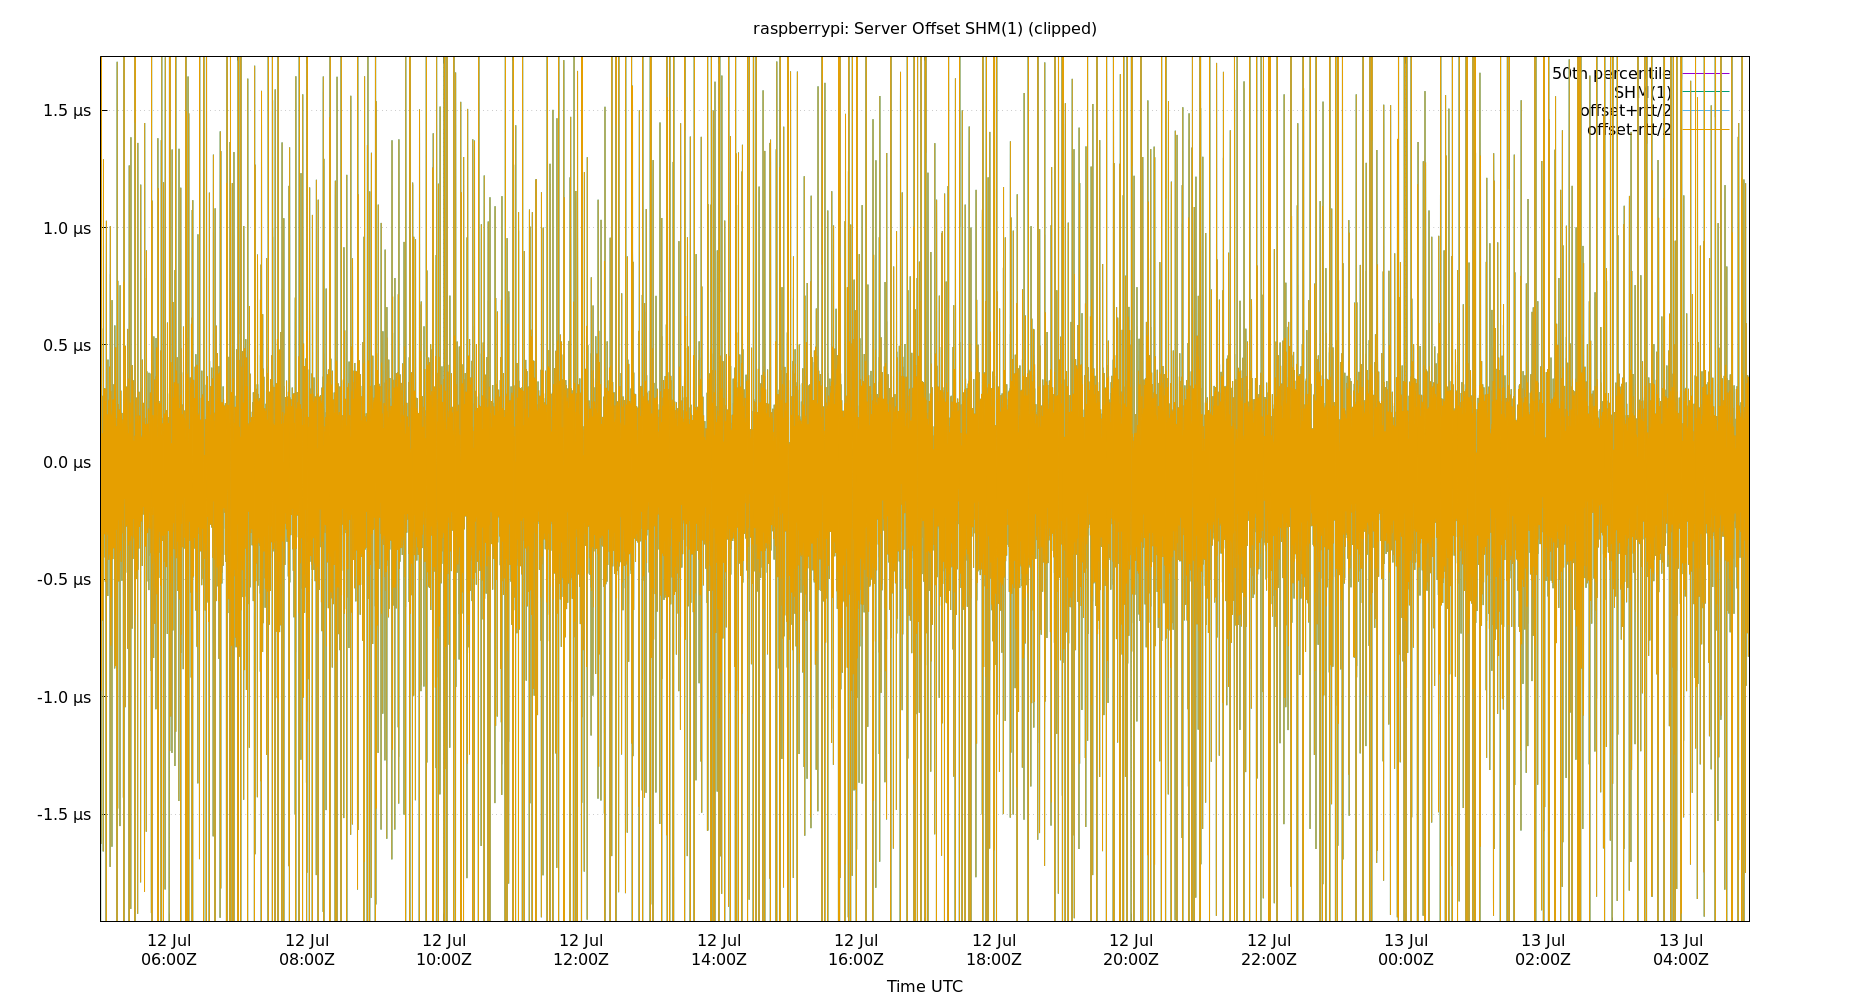 raspberrypi: Server Offset SHM(1) (clipped)
50th percentile
SHM(1)
offset+rtt/2
offset-rtt/2
1.5 µs
1.0 µs
0.5 µs
0.0 µs
-0.5 µs
-1.0 µs
-1.5 µs
12 Jul 12 Jul 12 Jul 12 Jul 12 Jul 12 Jul 12 Jul 12 Jul 12 Jul 13 Jul 13 Jul 13 Jul
06:00Z 08:00Z 10:00Z 12:00Z 14:00Z 16:00Z 18:00Z 20:00Z 22:00Z 00:00Z 02:00Z 04:00Z
Time UTC